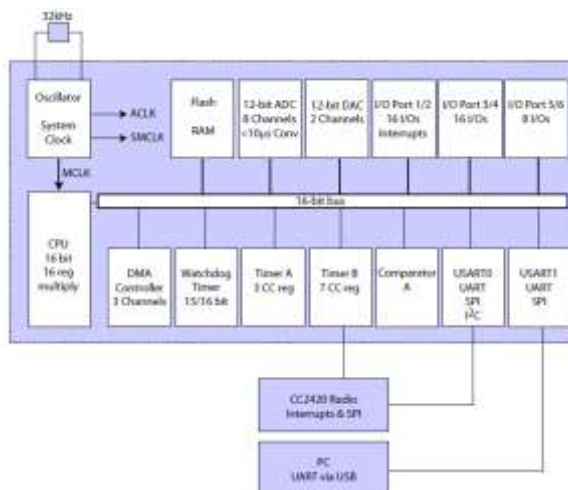 32kHz
Oscillator
System
Clock
ACLK
SMCLK
MCLK
Flash
RAM
12-bit ADC
8 Channels
<10μs Conv
12-bit DAC
2 Channels
I/O Port 1/2
16 I/Os
Interrupts
I/O Port 3/4
16 I/Os
I/O Port 5/6
8 I/Os
16-bit bus
CPU
16 bit
16 reg
multiply
DMA
Controller
3 Channels
Watchdog
Timer
15/16 bit
Timer A
3 CC reg
Timer B
7 CC reg
Comparator
A
USART0
UART
SPI
I²C
USART1
UART
SPI
CC2420 Radio
Interrupts & SPI
PC
UART via USB